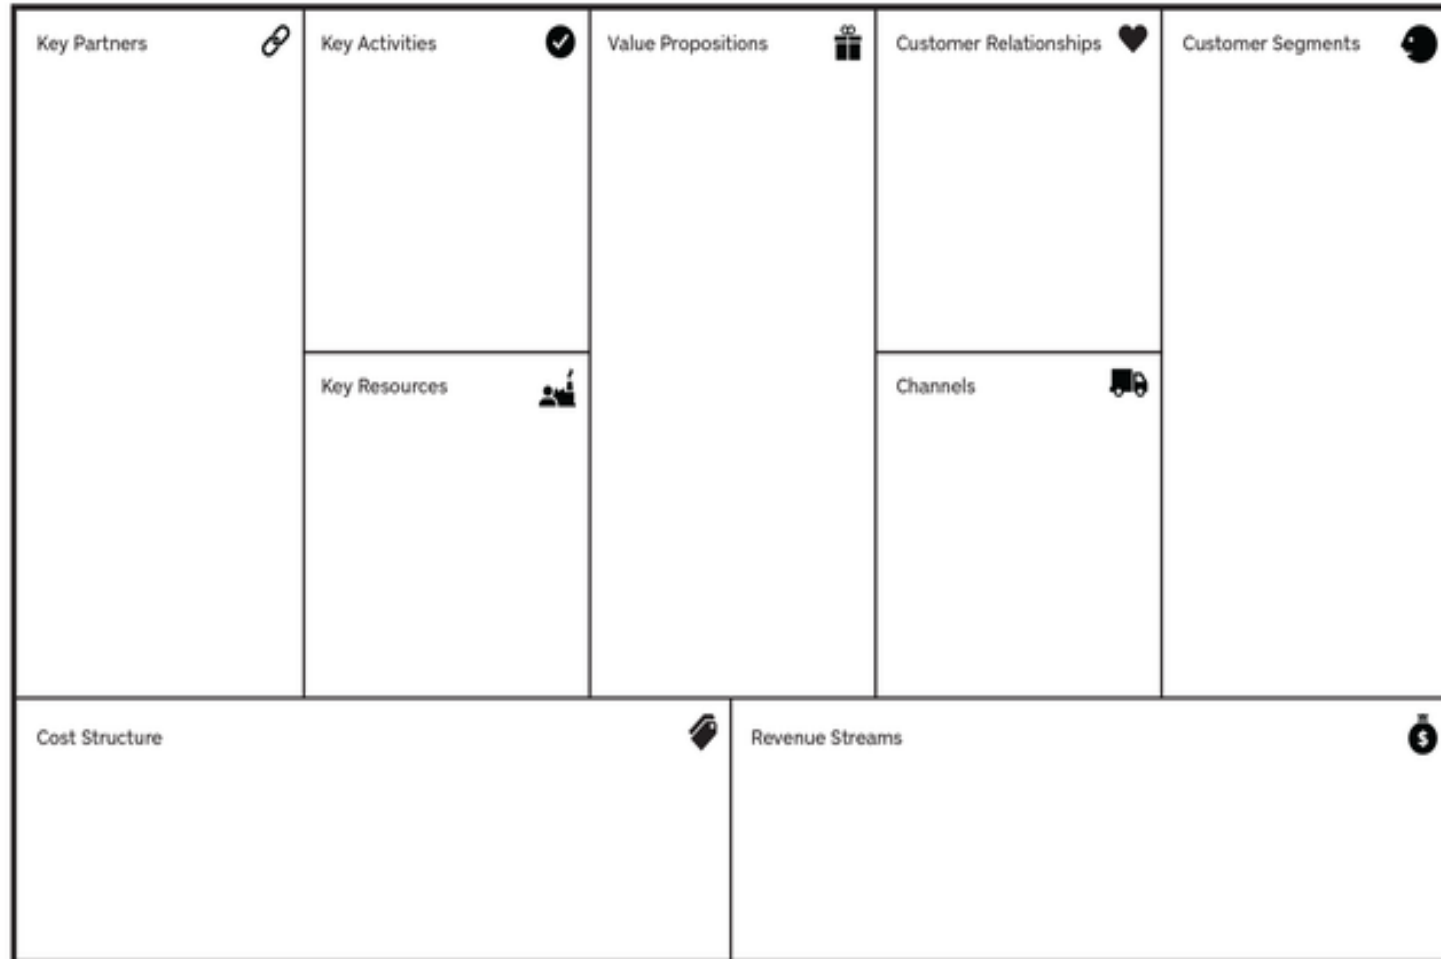 Key Partners
Key Activities
Value Propositions
Customer Relationships
Customer Segments
Key Resources
Channels
Cost Structure
Revenue Streams
$